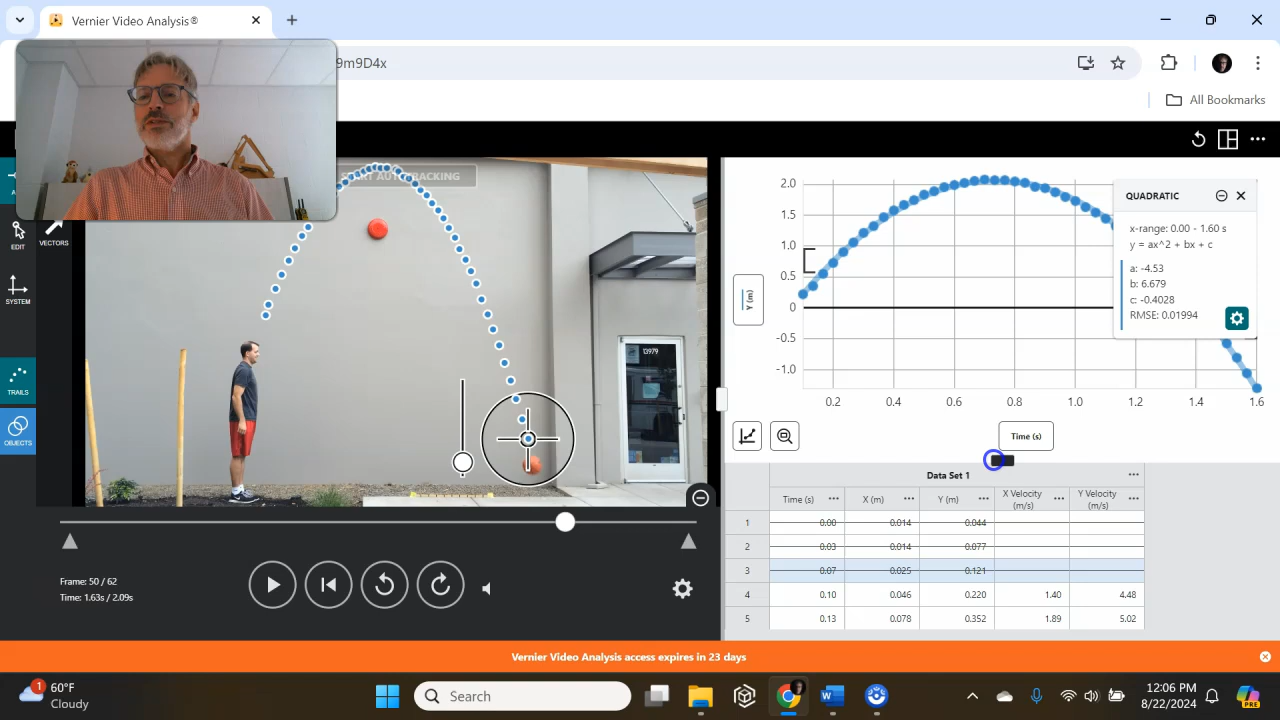 Vernier Video Analysis®
9m9D4x
All Bookmarks
START AUTO TRACKING
EDIT
VECTORS
SYSTEM
TRAILS
OBJECTS
13979
Frame: 50 / 62
Time: 1.63s / 2.09s
Y (m)
2.0
1.5
1.0
0.5
0
-0.5
-1.0
0.2 0.4 0.6 0.8 1.0 1.2 1.4 1.6
Time (s)
QUADRATIC
x-range: 0.00 - 1.60 s
y = ax^2 + bx + c
a: -4.53
b: 6.679
c: -0.4028
RMSE: 0.01994
Data Set 1
Time (s) X (m) Y (m) X Velocity (m/s) Y Velocity (m/s)
1 0.00 0.014 0.044
2 0.03 0.014 0.077
3 0.07 0.025 0.121
4 0.10 0.046 0.220 1.40 4.48
5 0.13 0.078 0.352 1.89 5.02
Vernier Video Analysis access expires in 23 days
1
60°F
Cloudy
Search
12:06 PM
8/22/2024
PRE